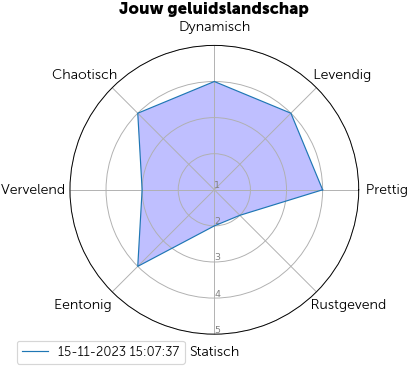 Jouw geluidslandschap
Dynamisch
Chaotisch
Levendig
Vervelend
Prettig
1
2
3
4
5
Eentonig
Rustgevend
Statisch
15-11-2023 15:07:37